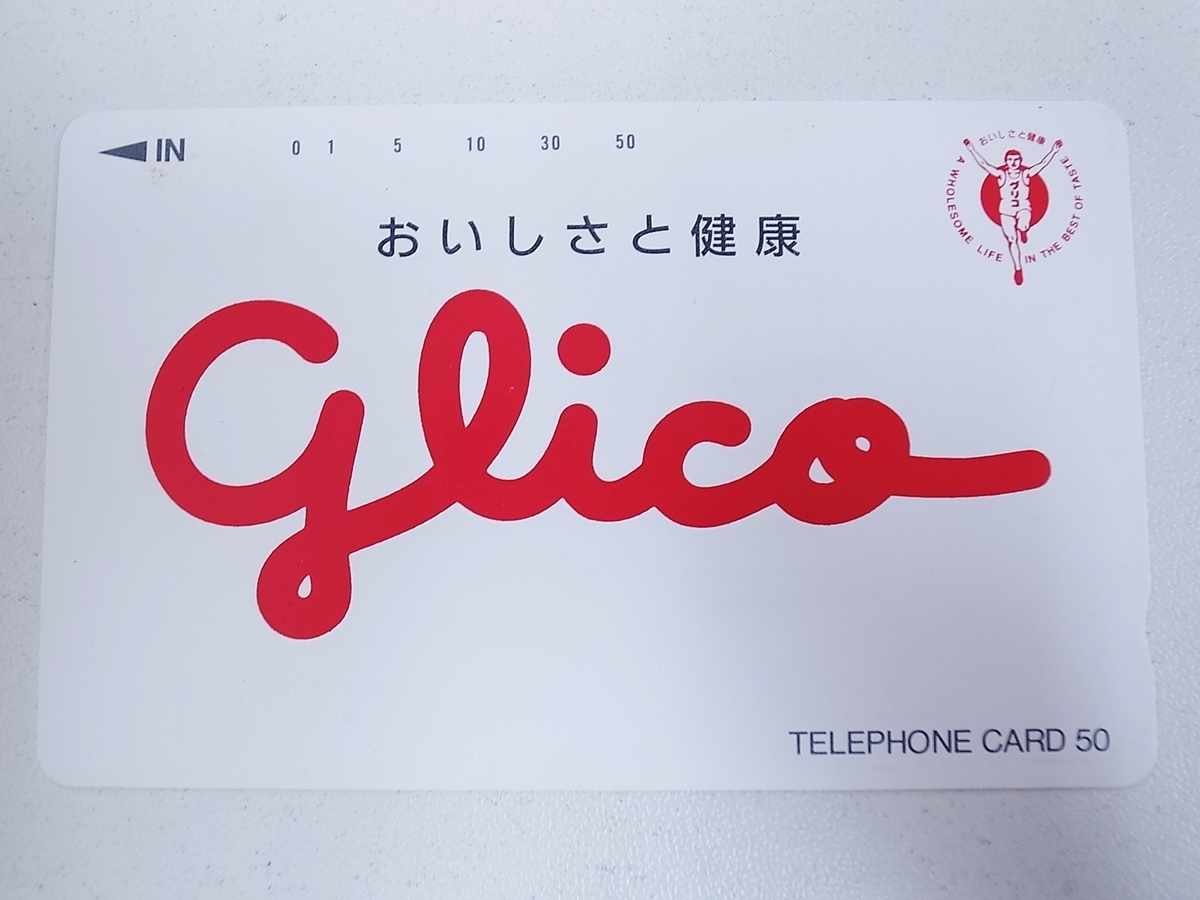 IN 0 1 5 10 30 50
おいしさと健康
グリコ
A WHOLESOME LIFE IN THE BEST OF TASTE
おいしさと健康
Glico
TELEPHONE CARD 50